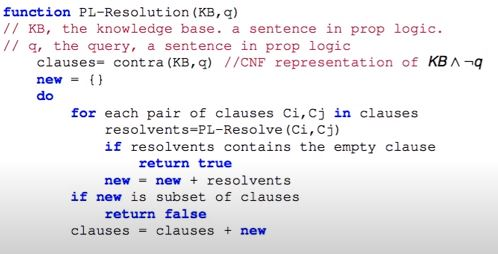 function PL-Resolution(KB,q)
// KB, the knowledge base. a sentence in prop logic.
// q, the query, a sentence in prop logic
clauses= contra(KB,q) //CNF representation of KB∧¬q
new = {}
do
for each pair of clauses Ci,Cj in clauses
resolvents=PL-Resolve(Ci,Cj)
if resolvents contains the empty clause
return true
new = new + resolvents
if new is subset of clauses
return false
clauses = clauses + new